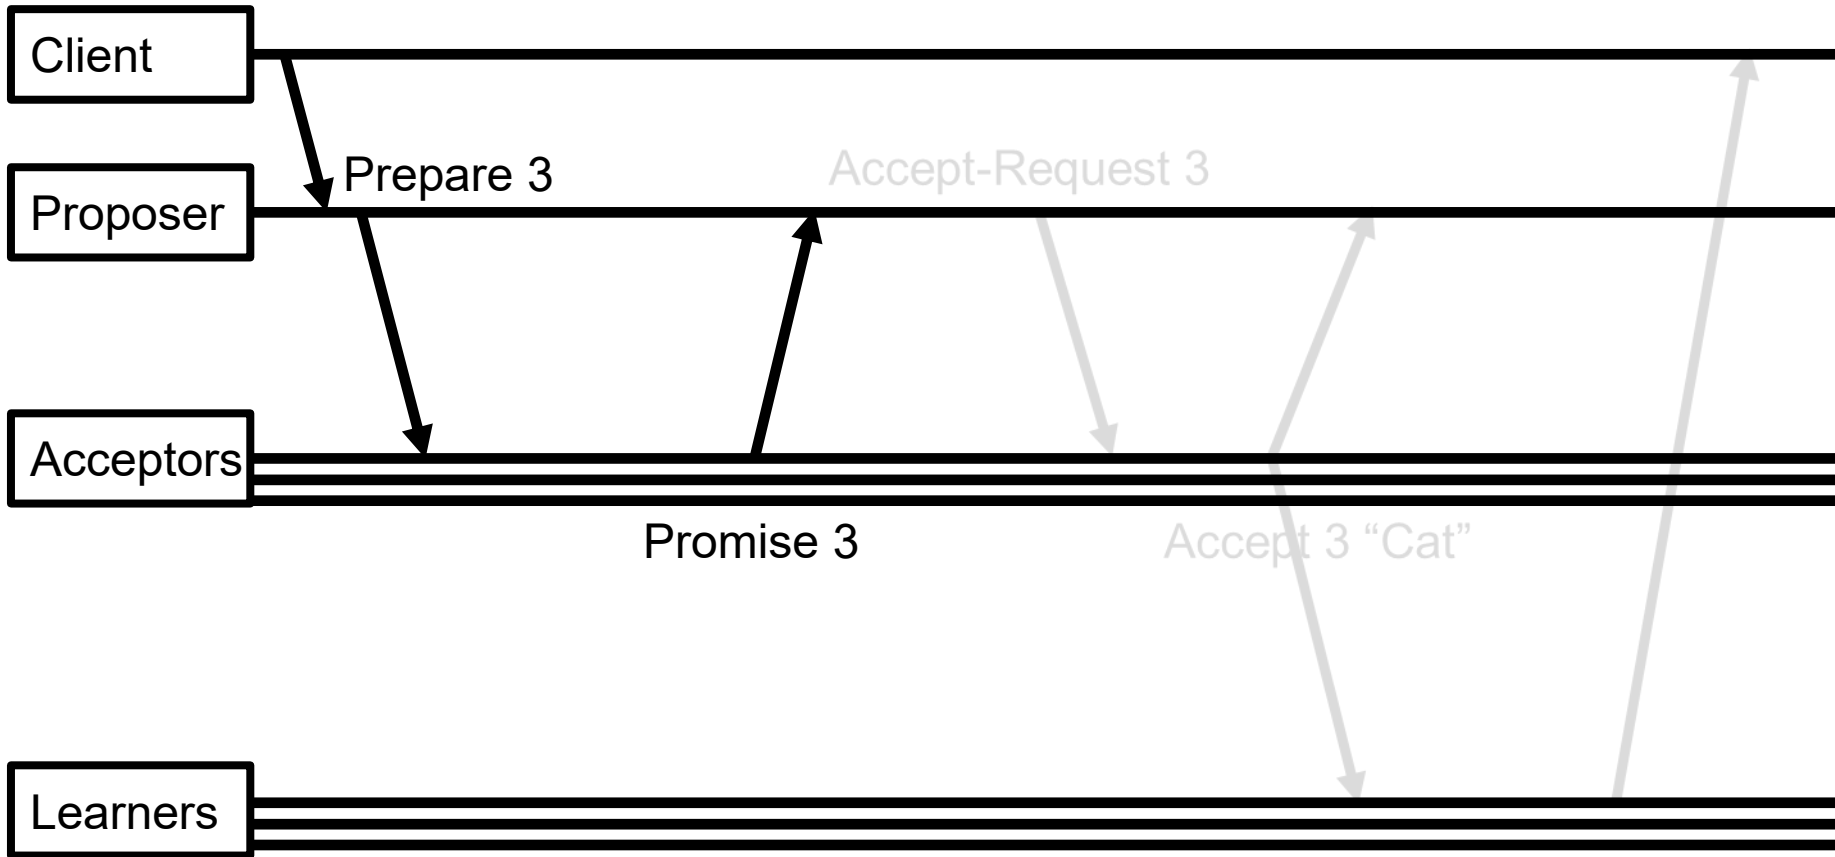 Client
Prepare 3
Accept-Request 3
Proposer
Acceptors
Promise 3
Accept 3 “Cat”
Learners